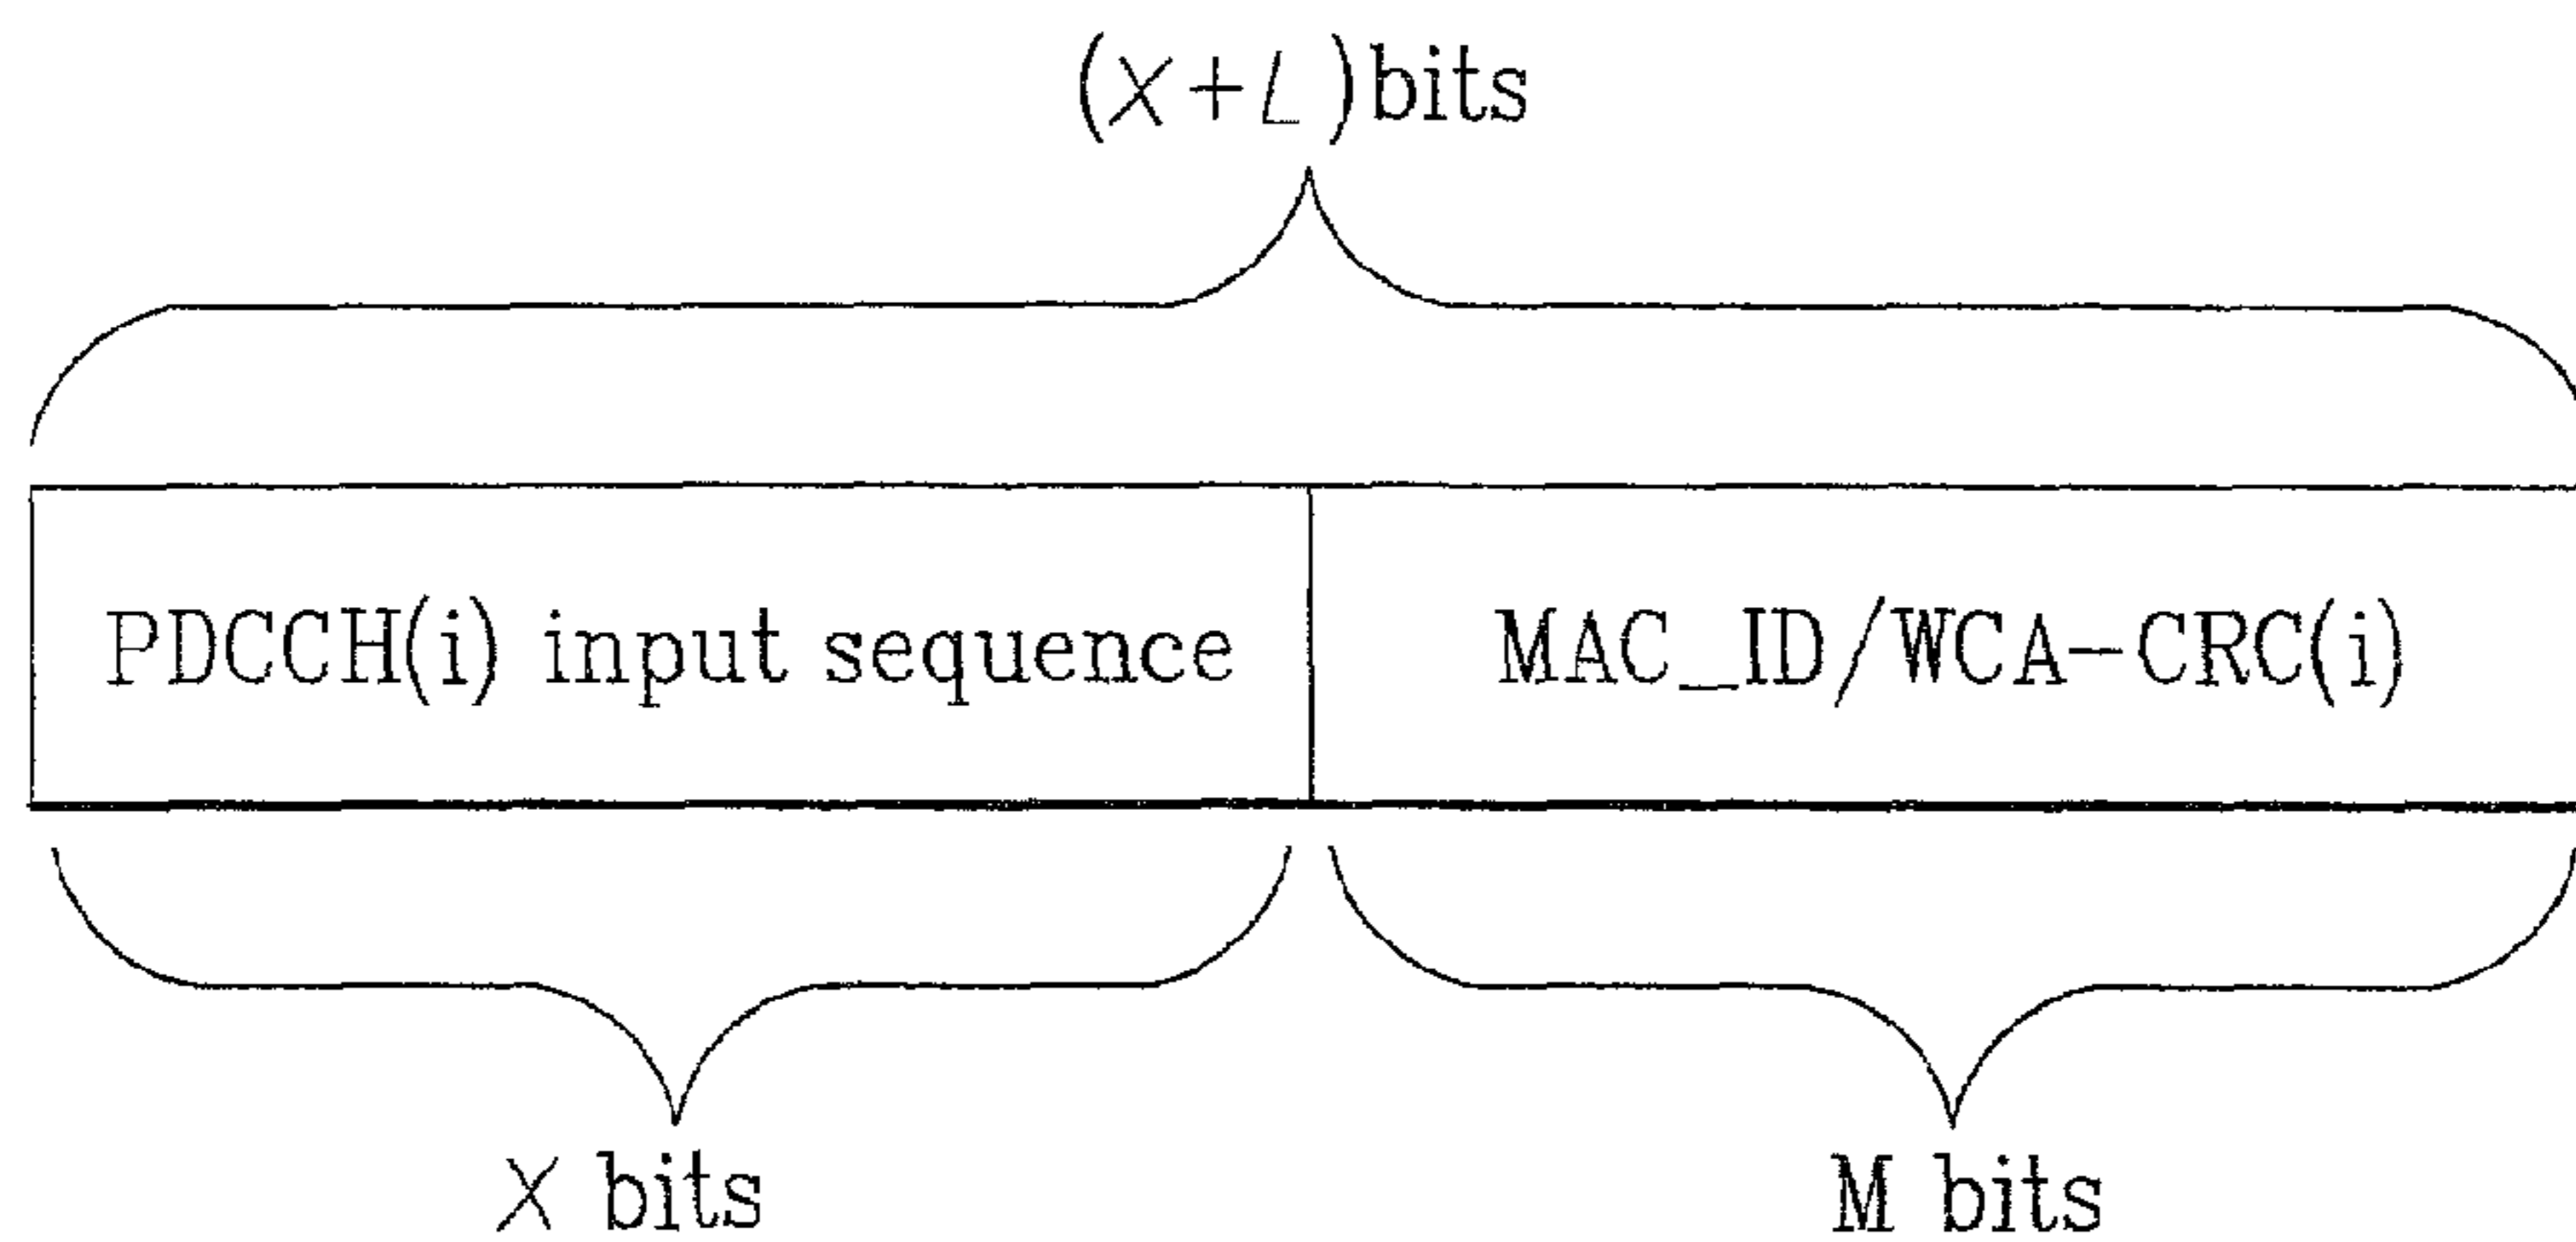 (X+L)bits
PDCCH(i) input sequence MAC_ID/WCA-CRC(i)
X bits M bits